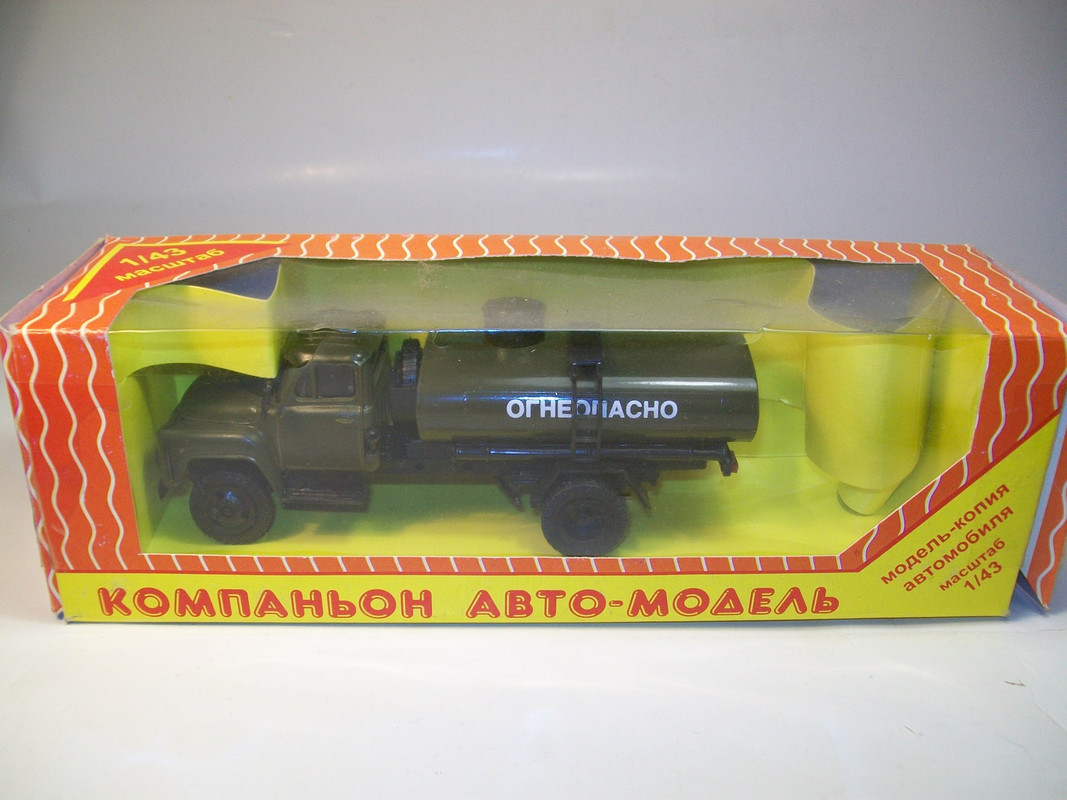 1/43
масштаб
ОГНЕОПАСНО
модель-копия
автомобиля
масштаб
1/43
КОМПАНЬОН АВТО-МОДЕЛЬ